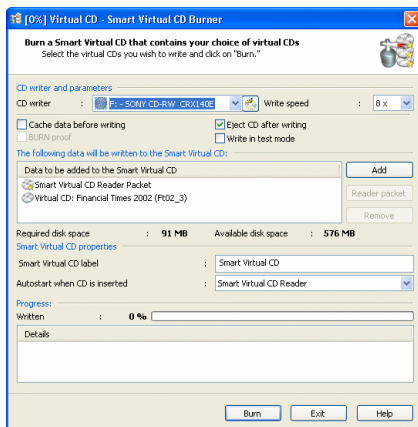 [0%] Virtual CD - Smart Virtual CD Burner
Burn a Smart Virtual CD that contains your choice of virtual CDs
Select the virtual CDs you wish to write and click on "Burn."
CD writer and parameters
CD writer : F: - SONY CD-RW CRX140E Write speed : 8 x
Cache data before writing Eject CD after writing
BURN proof Write in test mode
The following data will be written to the Smart Virtual CD:
Data to be added to the Smart Virtual CD Add
Smart Virtual CD Reader Packet
Virtual CD: Financial Times 2002 (Ft02_3) Reader packet
Remove
Required disk space : 91 MB Available disk space : 576 MB
Smart Virtual CD properties
Smart Virtual CD label : Smart Virtual CD
Autostart when CD is inserted : Smart Virtual CD Reader
Progress:
Written : 0 %
Details
Burn Exit Help